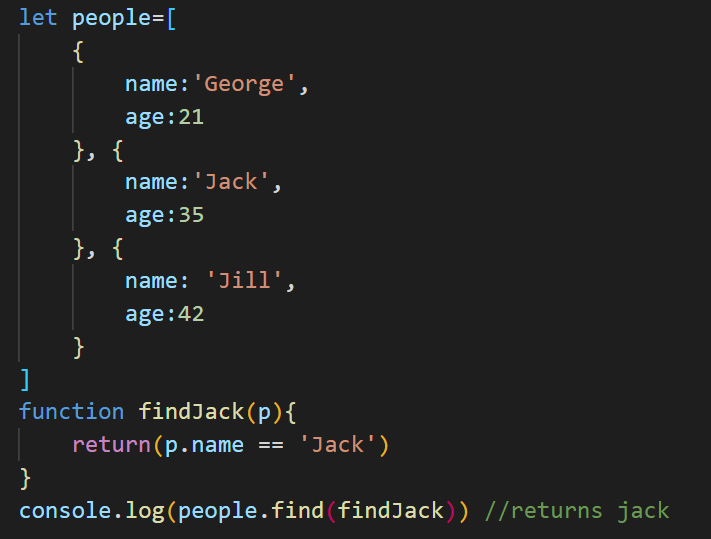 let people=[
    {
        name:'George',
        age:21
    }, {
        name:'Jack',
        age:35
    }, {
        name: 'Jill',
        age:42
    }
]
function findJack(p){
    return(p.name == 'Jack')
}
console.log(people.find(findJack)) //returns jack